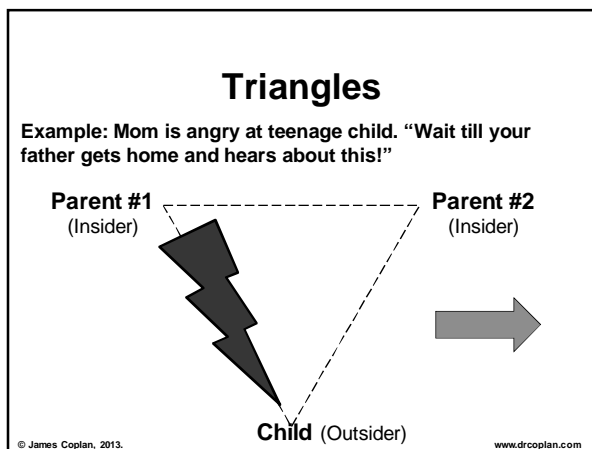 Triangles
Example: Mom is angry at teenage child. “Wait till your
father gets home and hears about this!”
Parent #1 Parent #2
(Insider) (Insider)
Child (Outsider)
© James Coplan, 2013. www.drcoplan.com